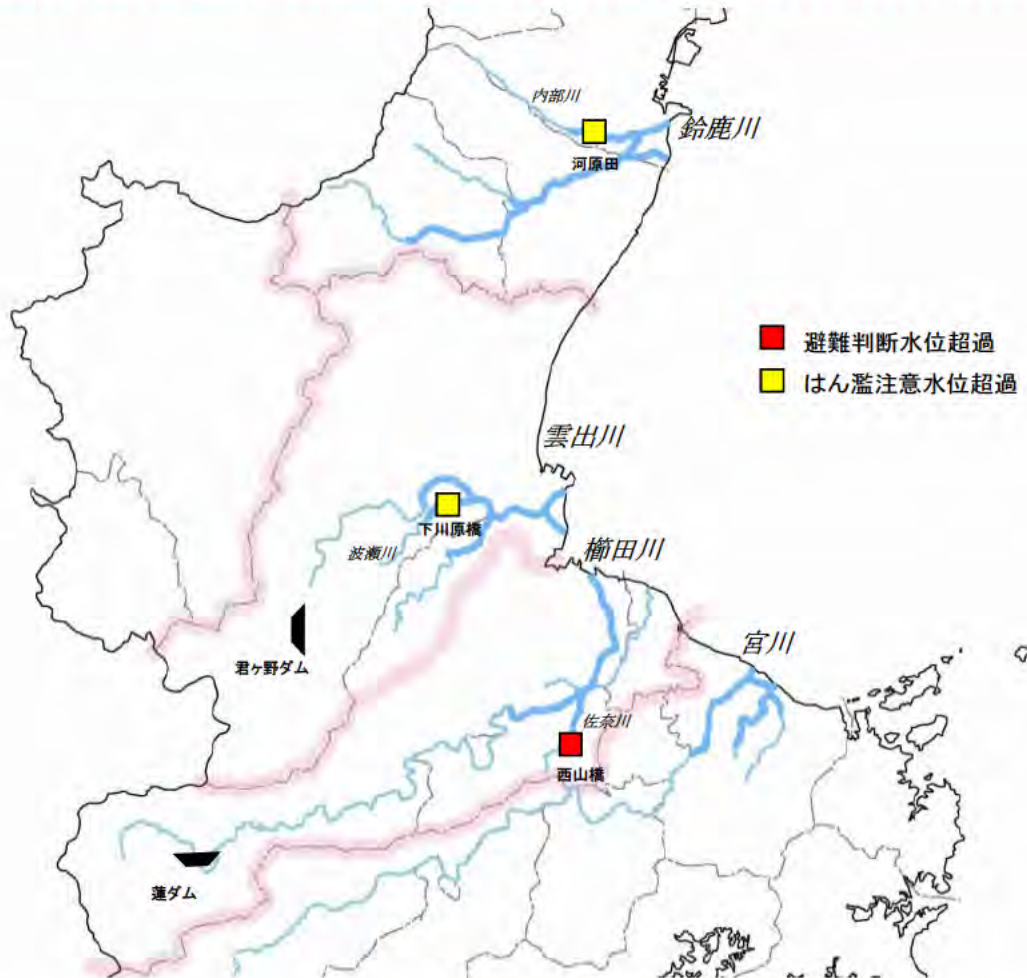 内部川
鈴鹿川
河原田
避難判断水位超過
はん濫注意水位超過
雲出川
下川原橋
波瀬川
櫛田川
君ヶ野ダム
宮川
佐奈川
西山橋
蓮ダム